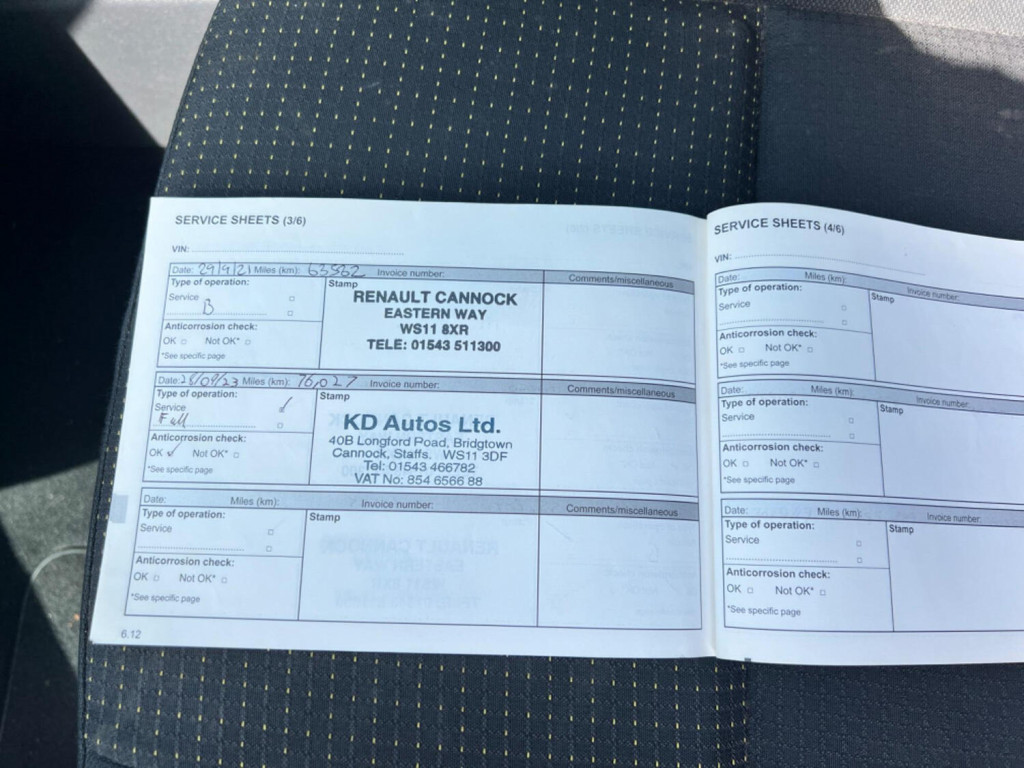 SERVICE SHEETS (3/6)
VIN:
Date: 29/9/21 Miles (km): 63562 Invoice number:
Comments/miscellaneous
Type of operation:
Stamp
Service
B
RENAULT CANNOCK
EASTERN WAY
WS11 8XR
TELE: 01543 511300
Anticorrosion check:
OK Not OK*
*See specific page
Date: 28/09/23 Miles (km): 76,027 Invoice number:
Comments/miscellaneous
Type of operation:
Stamp
Service
Full
KD Autos Ltd.
40B Longford Poad, Bridgtown
Cannock, Staffs. WS11 3DF
Tel: 01543 466782
VAT No: 854 6566 88
Anticorrosion check:
OK ✓ Not OK*
*See specific page
Date: Miles (km): Invoice number:
Comments/miscellaneous
Type of operation:
Stamp
Service
Anticorrosion check:
OK Not OK*
*See specific page
6.12
SERVICE SHEETS (4/6)
VIN:
Date: Miles (km): Invoice number:
Type of operation:
Stamp
Service
Anticorrosion check:
OK Not OK*
*See specific page
Date: Miles (km): Invoice number:
Type of operation:
Stamp
Service
Anticorrosion check:
OK Not OK*
*See specific page
Date: Miles (km): Invoice number:
Type of operation:
Stamp
Service
Anticorrosion check:
OK Not OK*
*See specific page